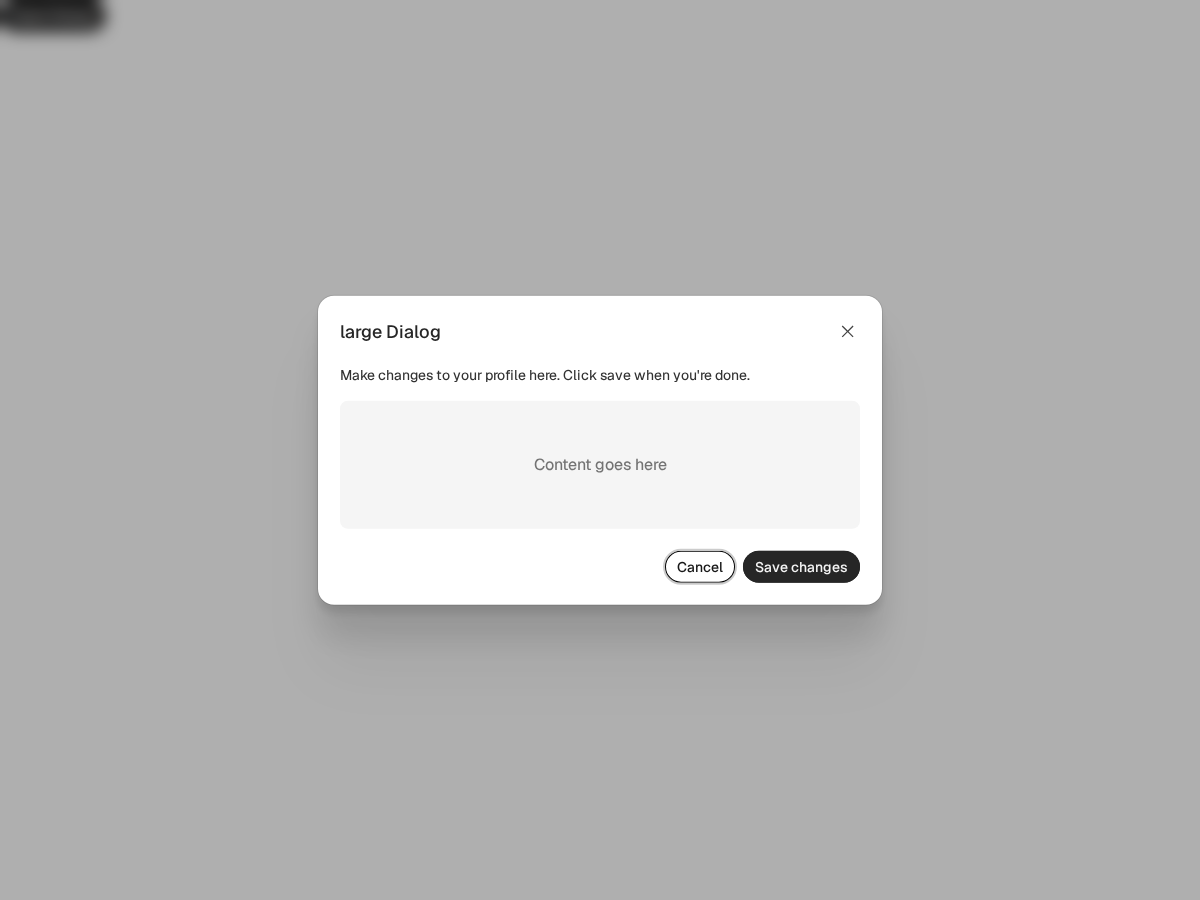 large Dialog
Make changes to your profile here. Click save when you're done.
Content goes here
Cancel
Save changes